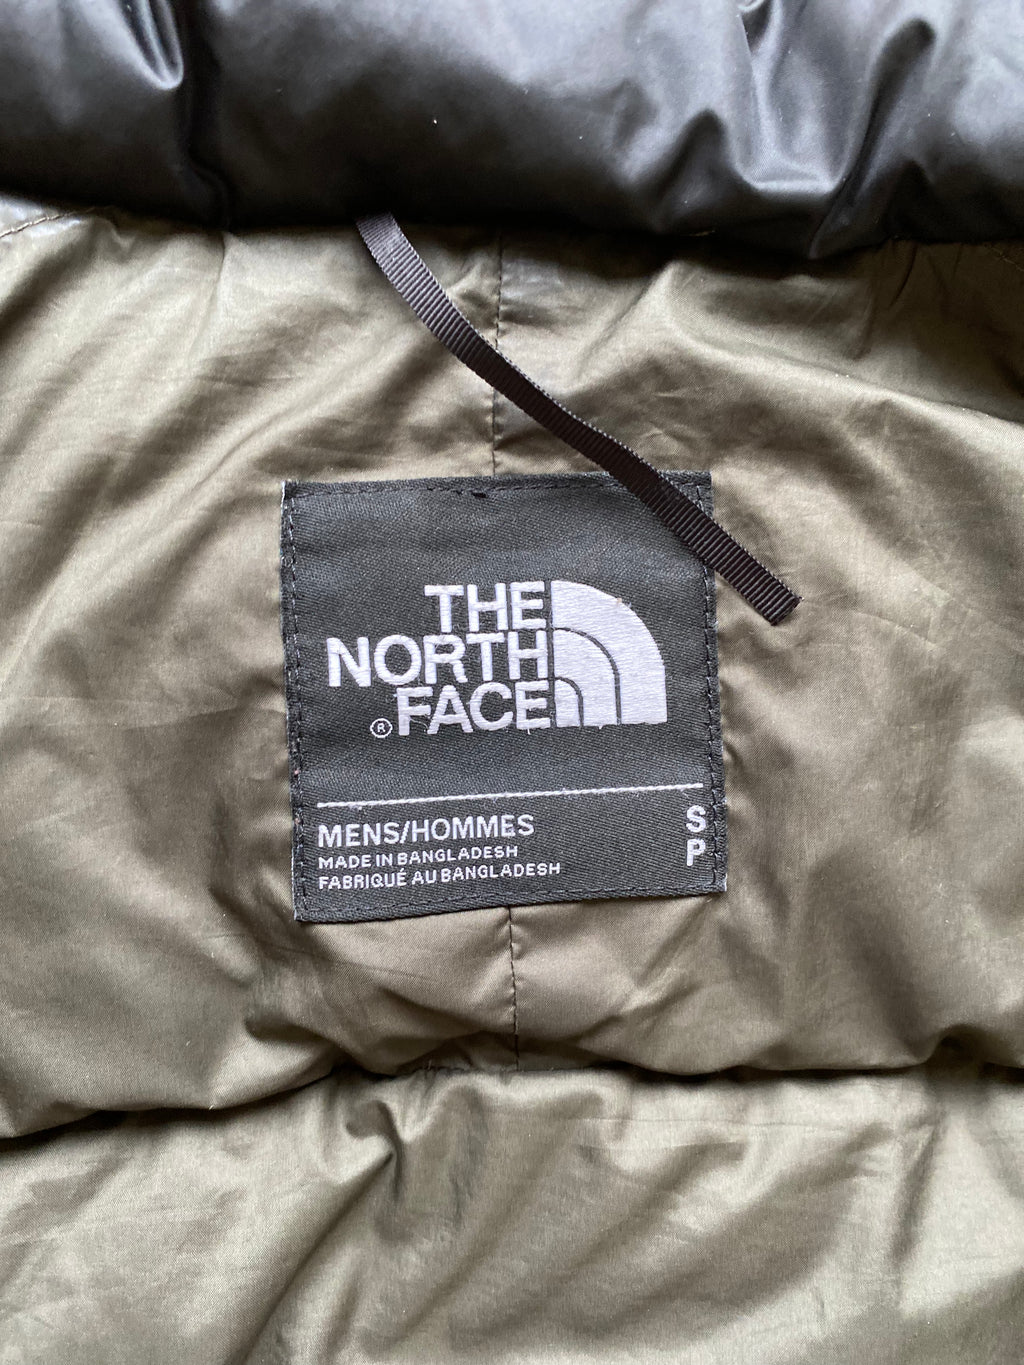 THE
NORTH
® FACE
MENS/HOMMES
MADE IN BANGLADESH
FABRIQUÉ AU BANGLADESH
S
P